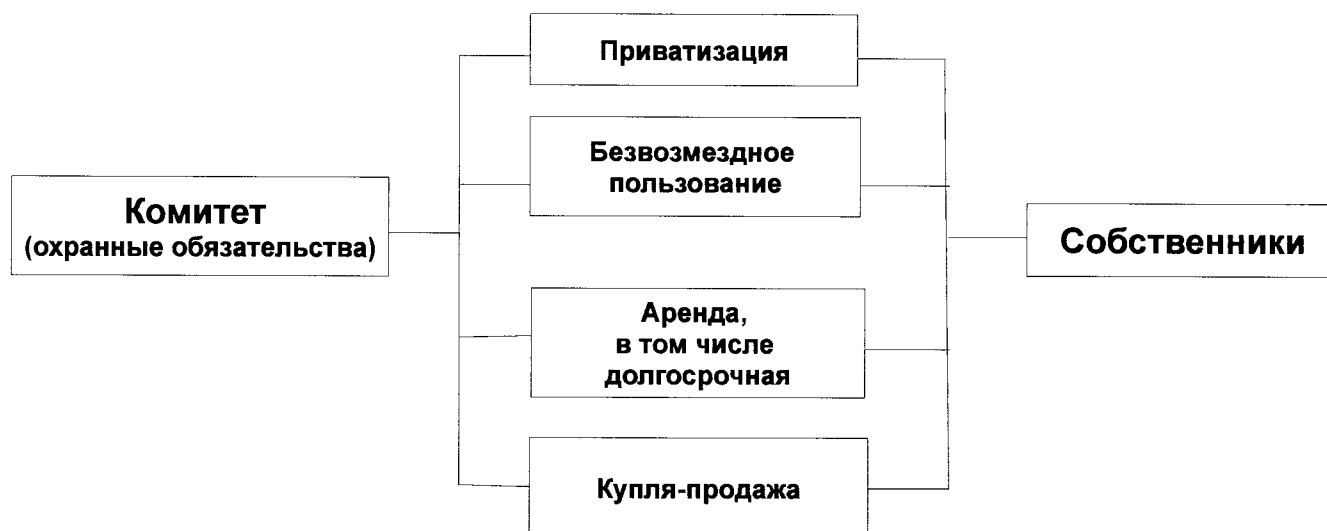 Приватизация
Безвозмездное
пользование
Комитет
(охранные обязательства)
Собственники
Аренда,
в том числе
долгосрочная
Купля-продажа